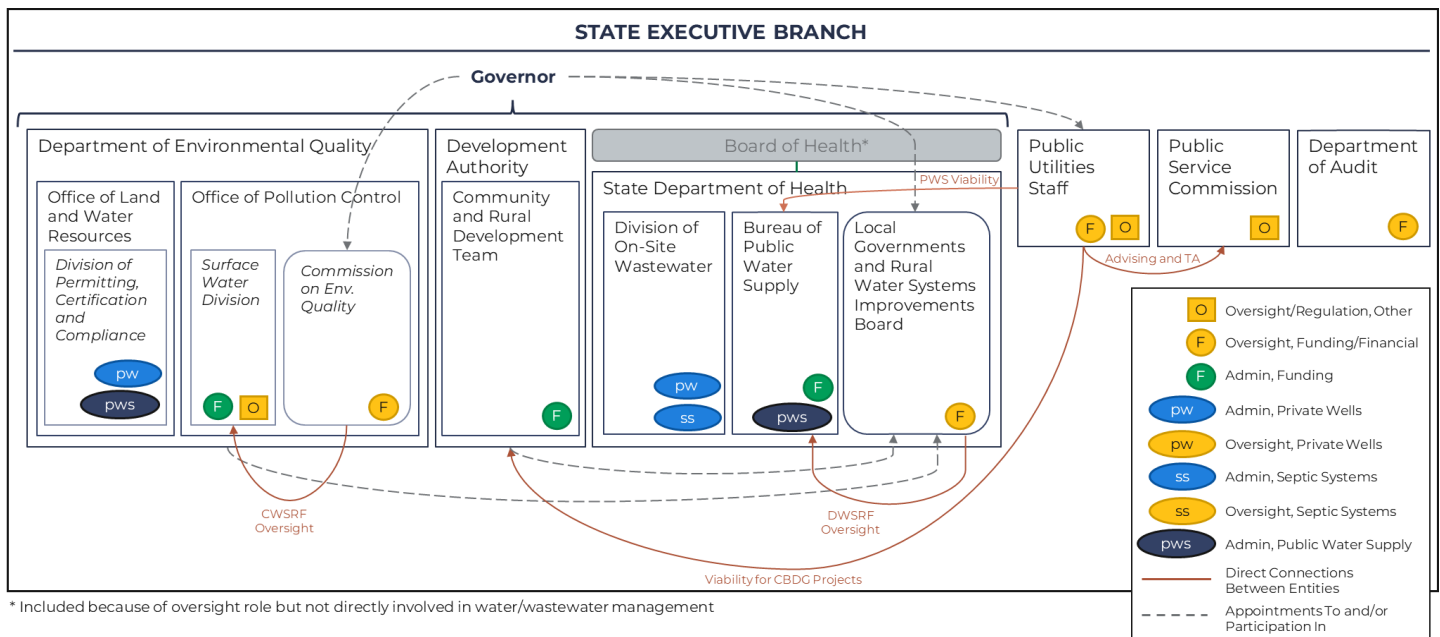 STATE EXECUTIVE BRANCH
Governor
Department of Environmental Quality
Office of Land
and Water
Resources
Division of
Permitting,
Certification
and
Compliance
pw
pws
Office of Pollution Control
Surface
Water
Division
F
O
Commission
on Env.
Quality
F
CWSRF
Oversight
Development
Authority
Community
and Rural
Development
Team
F
Board of Health*
State Department of Health
PWS Viability
Division of
On-Site
Wastewater
pw
ss
Bureau of
Public
Water
Supply
F
pws
Local
Governments
and Rural
Water Systems
Improvements
Board
F
DWSRF
Oversight
Viability for CBDG Projects
Public
Utilities
Staff
F
O
Advising and TA
Public
Service
Commission
O
Department
of Audit
F
O
Oversight/Regulation, Other
F
Oversight, Funding/Financial
F
Admin, Funding
pw
Admin, Private Wells
pw
Oversight, Private Wells
ss
Admin, Septic Systems
ss
Oversight, Septic Systems
pws
Admin, Public Water Supply
Direct Connections
Between Entities
Appointments To and/or
Participation In
* Included because of oversight role but not directly involved in water/wastewater management